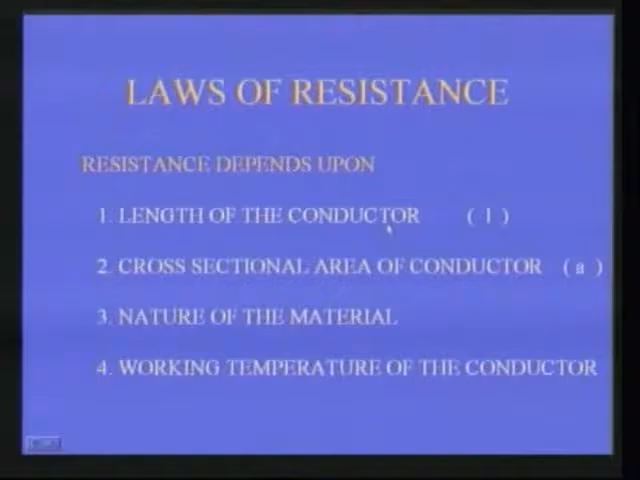 LAWS OF RESISTANCE
RESISTANCE DEPENDS UPON
1. LENGTH OF THE CONDUCTOR ( l )
2. CROSS SECTIONAL AREA OF CONDUCTOR ( a )
3. NATURE OF THE MATERIAL
4. WORKING TEMPERATURE OF THE CONDUCTOR